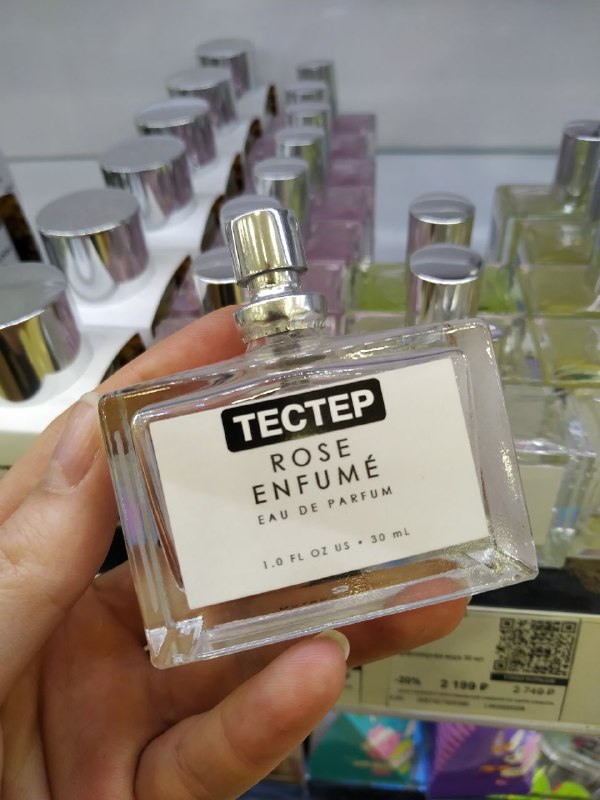 ТЕСТЕР
ROSE
ENFUMÉ
EAU DE PARFUM
1.0 FL OZ US • 30 mL
-20% 2 199 ₽ 2 749 ₽